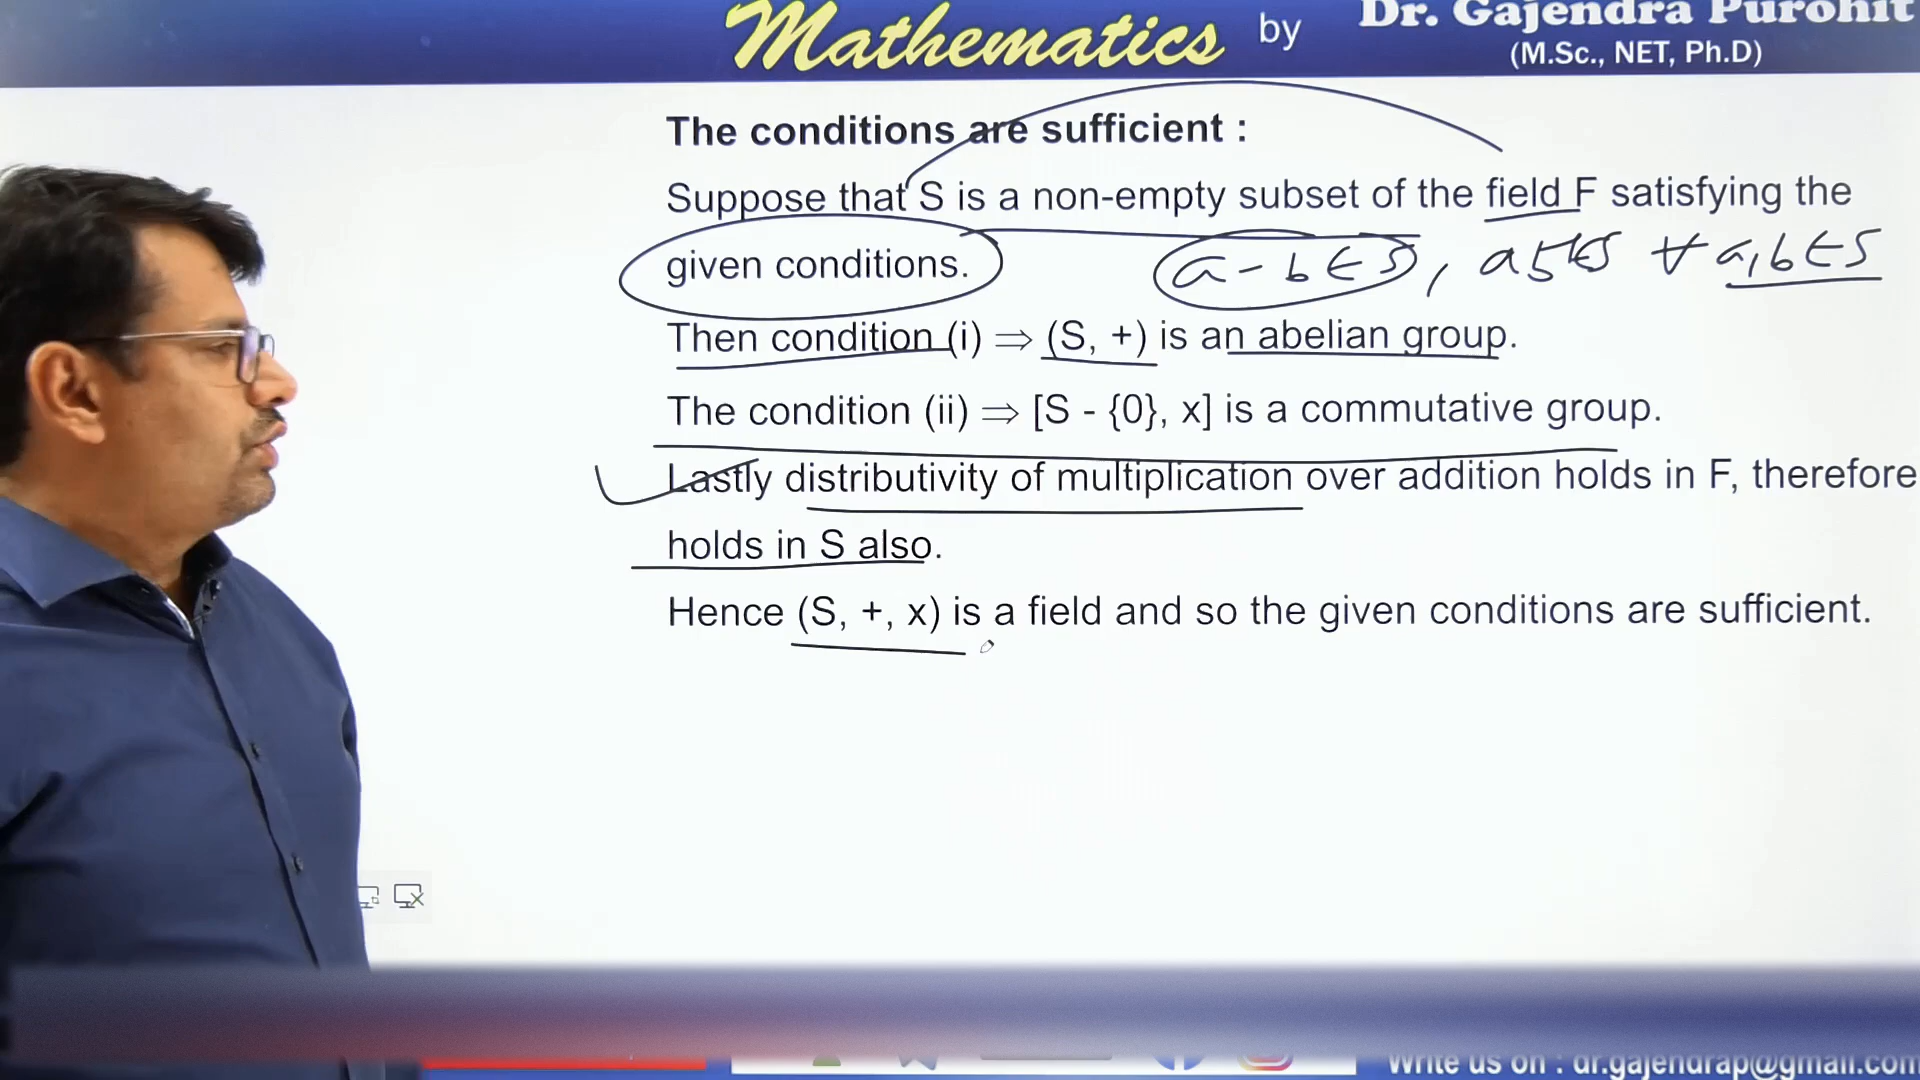 Mathematics by Dr. Gajendra Purohit
(M.Sc., NET, Ph.D)
The conditions are sufficient :
Suppose that S is a non-empty subset of the field F satisfying the
given conditions. a - b ∈ S, ab⁻¹ ∈ S ∀ a, b ∈ S
Then condition (i) ⇒ (S, +) is an abelian group.
The condition (ii) ⇒ [S - {0}, x] is a commutative group.
Lastly distributivity of multiplication over addition holds in F, therefore
holds in S also.
Hence (S, +, x) is a field and so the given conditions are sufficient.
Write us on : dr.gajendrap@gmail.com